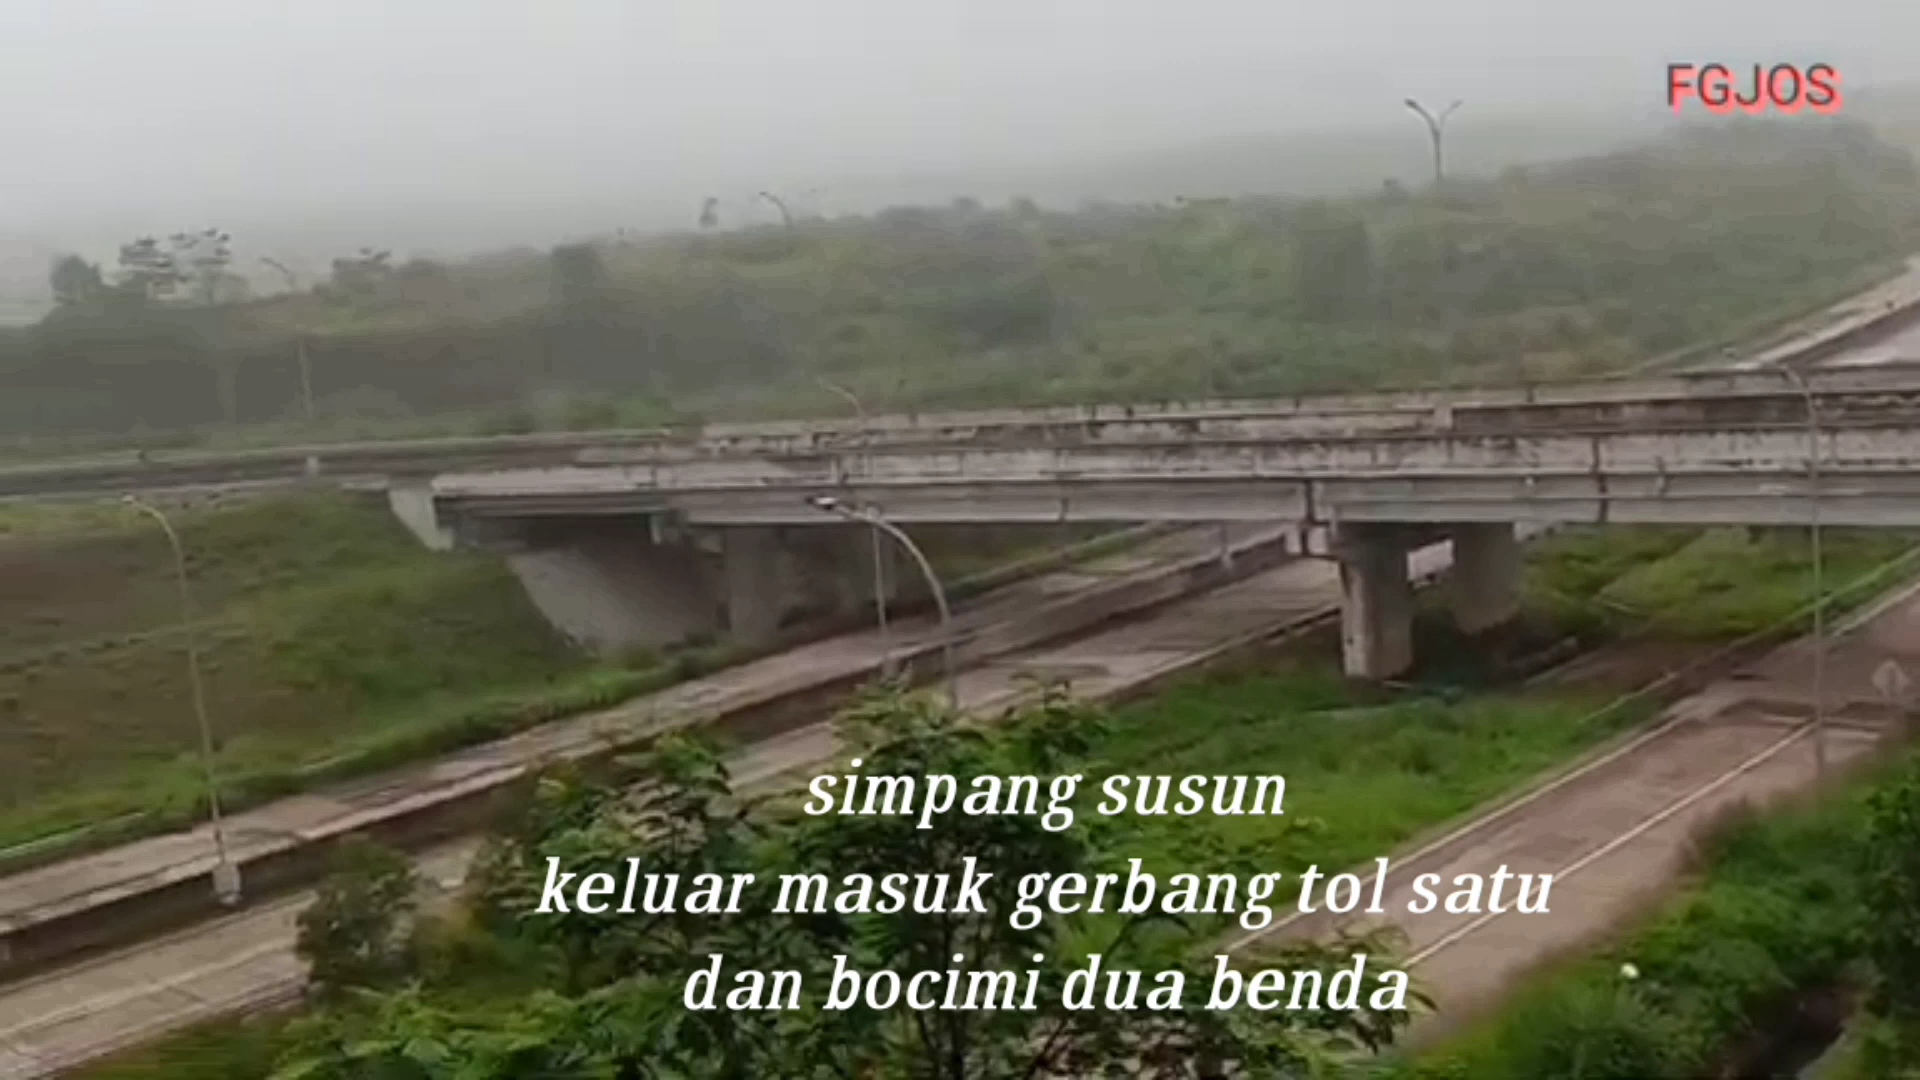 FGJOS
simpang susun
keluar masuk gerbang tol satu
dan bocimi dua benda